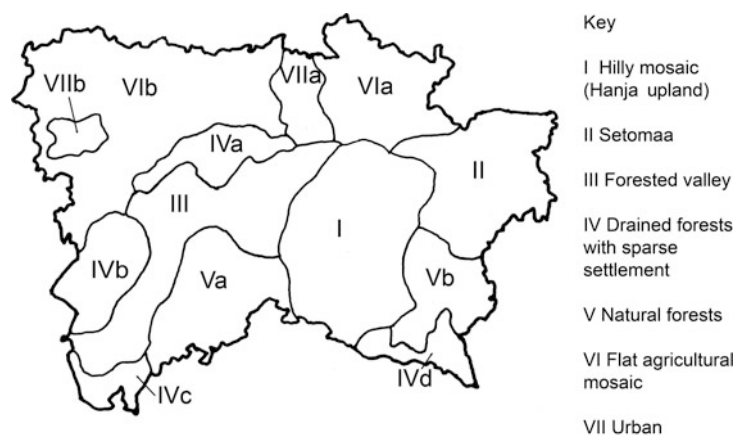 Key
VIIb
VIb
VIIa
VIa
I Hilly mosaic
(Hanja upland)
IVa
II
II Setomaa
III
III Forested valley
I
IV Drained forests
with sparse
settlement
IVb
Va
Vb
V Natural forests
VI Flat agricultural
mosaic
IVc
IVd
VII Urban